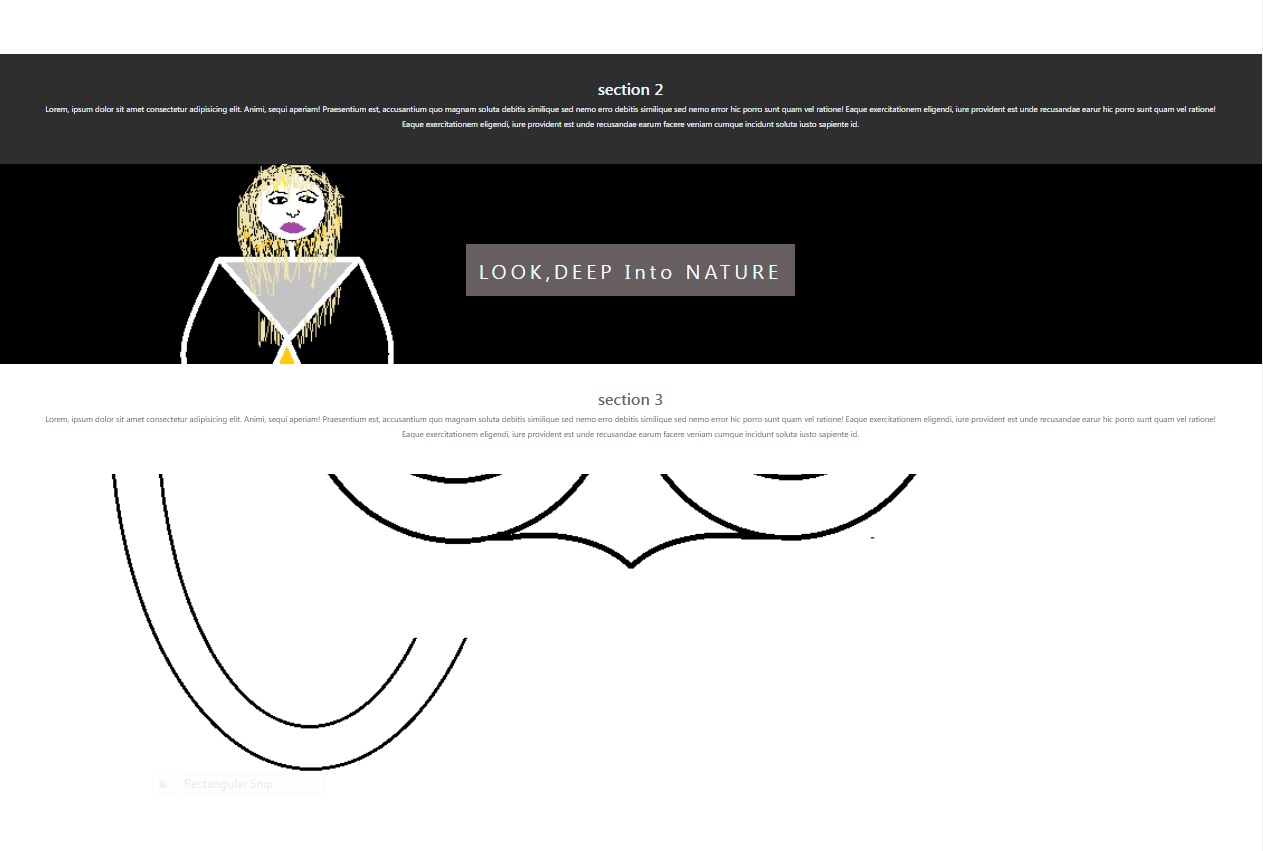 section 2
Lorem, ipsum dolor sit amet consectetur adipisicing elit. Animi, sequi aperiam! Praesentium est, accusantium quo magnam soluta debitis similique sed nemo erro debitis similique sed nemo error hic porro sunt quam vel ratione! Eaque exercitationem eligendi, iure provident est unde recusandae earur hic porro sunt quam vel ratione!
Eaque exercitationem eligendi, iure provident est unde recusandae earum facere veniam cumque incidunt soluta iusto sapiente id.
LOOK,DEEP Into NATURE
section 3
Lorem, ipsum dolor sit amet consectetur adipisicing elit. Animi, sequi aperiam! Praesentium est, accusantium quo magnam soluta debitis similique sed nemo erro debitis similique sed nemo error hic porro sunt quam vel ratione! Eaque exercitationem eligendi, iure provident est unde recusandae earur hic porro sunt quam vel ratione!
Eaque exercitationem eligendi, iure provident est unde recusandae earum facere veniam cumque incidunt soluta iusto sapiente id.
Rectangular Snip